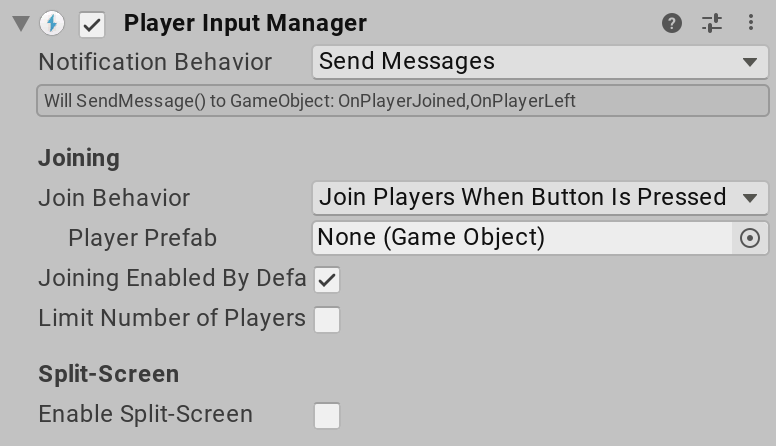 Player Input Manager
Notification Behavior Send Messages
Will SendMessage() to GameObject: OnPlayerJoined,OnPlayerLeft
Joining
Join Behavior Join Players When Button Is Pressed
Player Prefab None (Game Object)
Joining Enabled By Defa
Limit Number of Players
Split-Screen
Enable Split-Screen